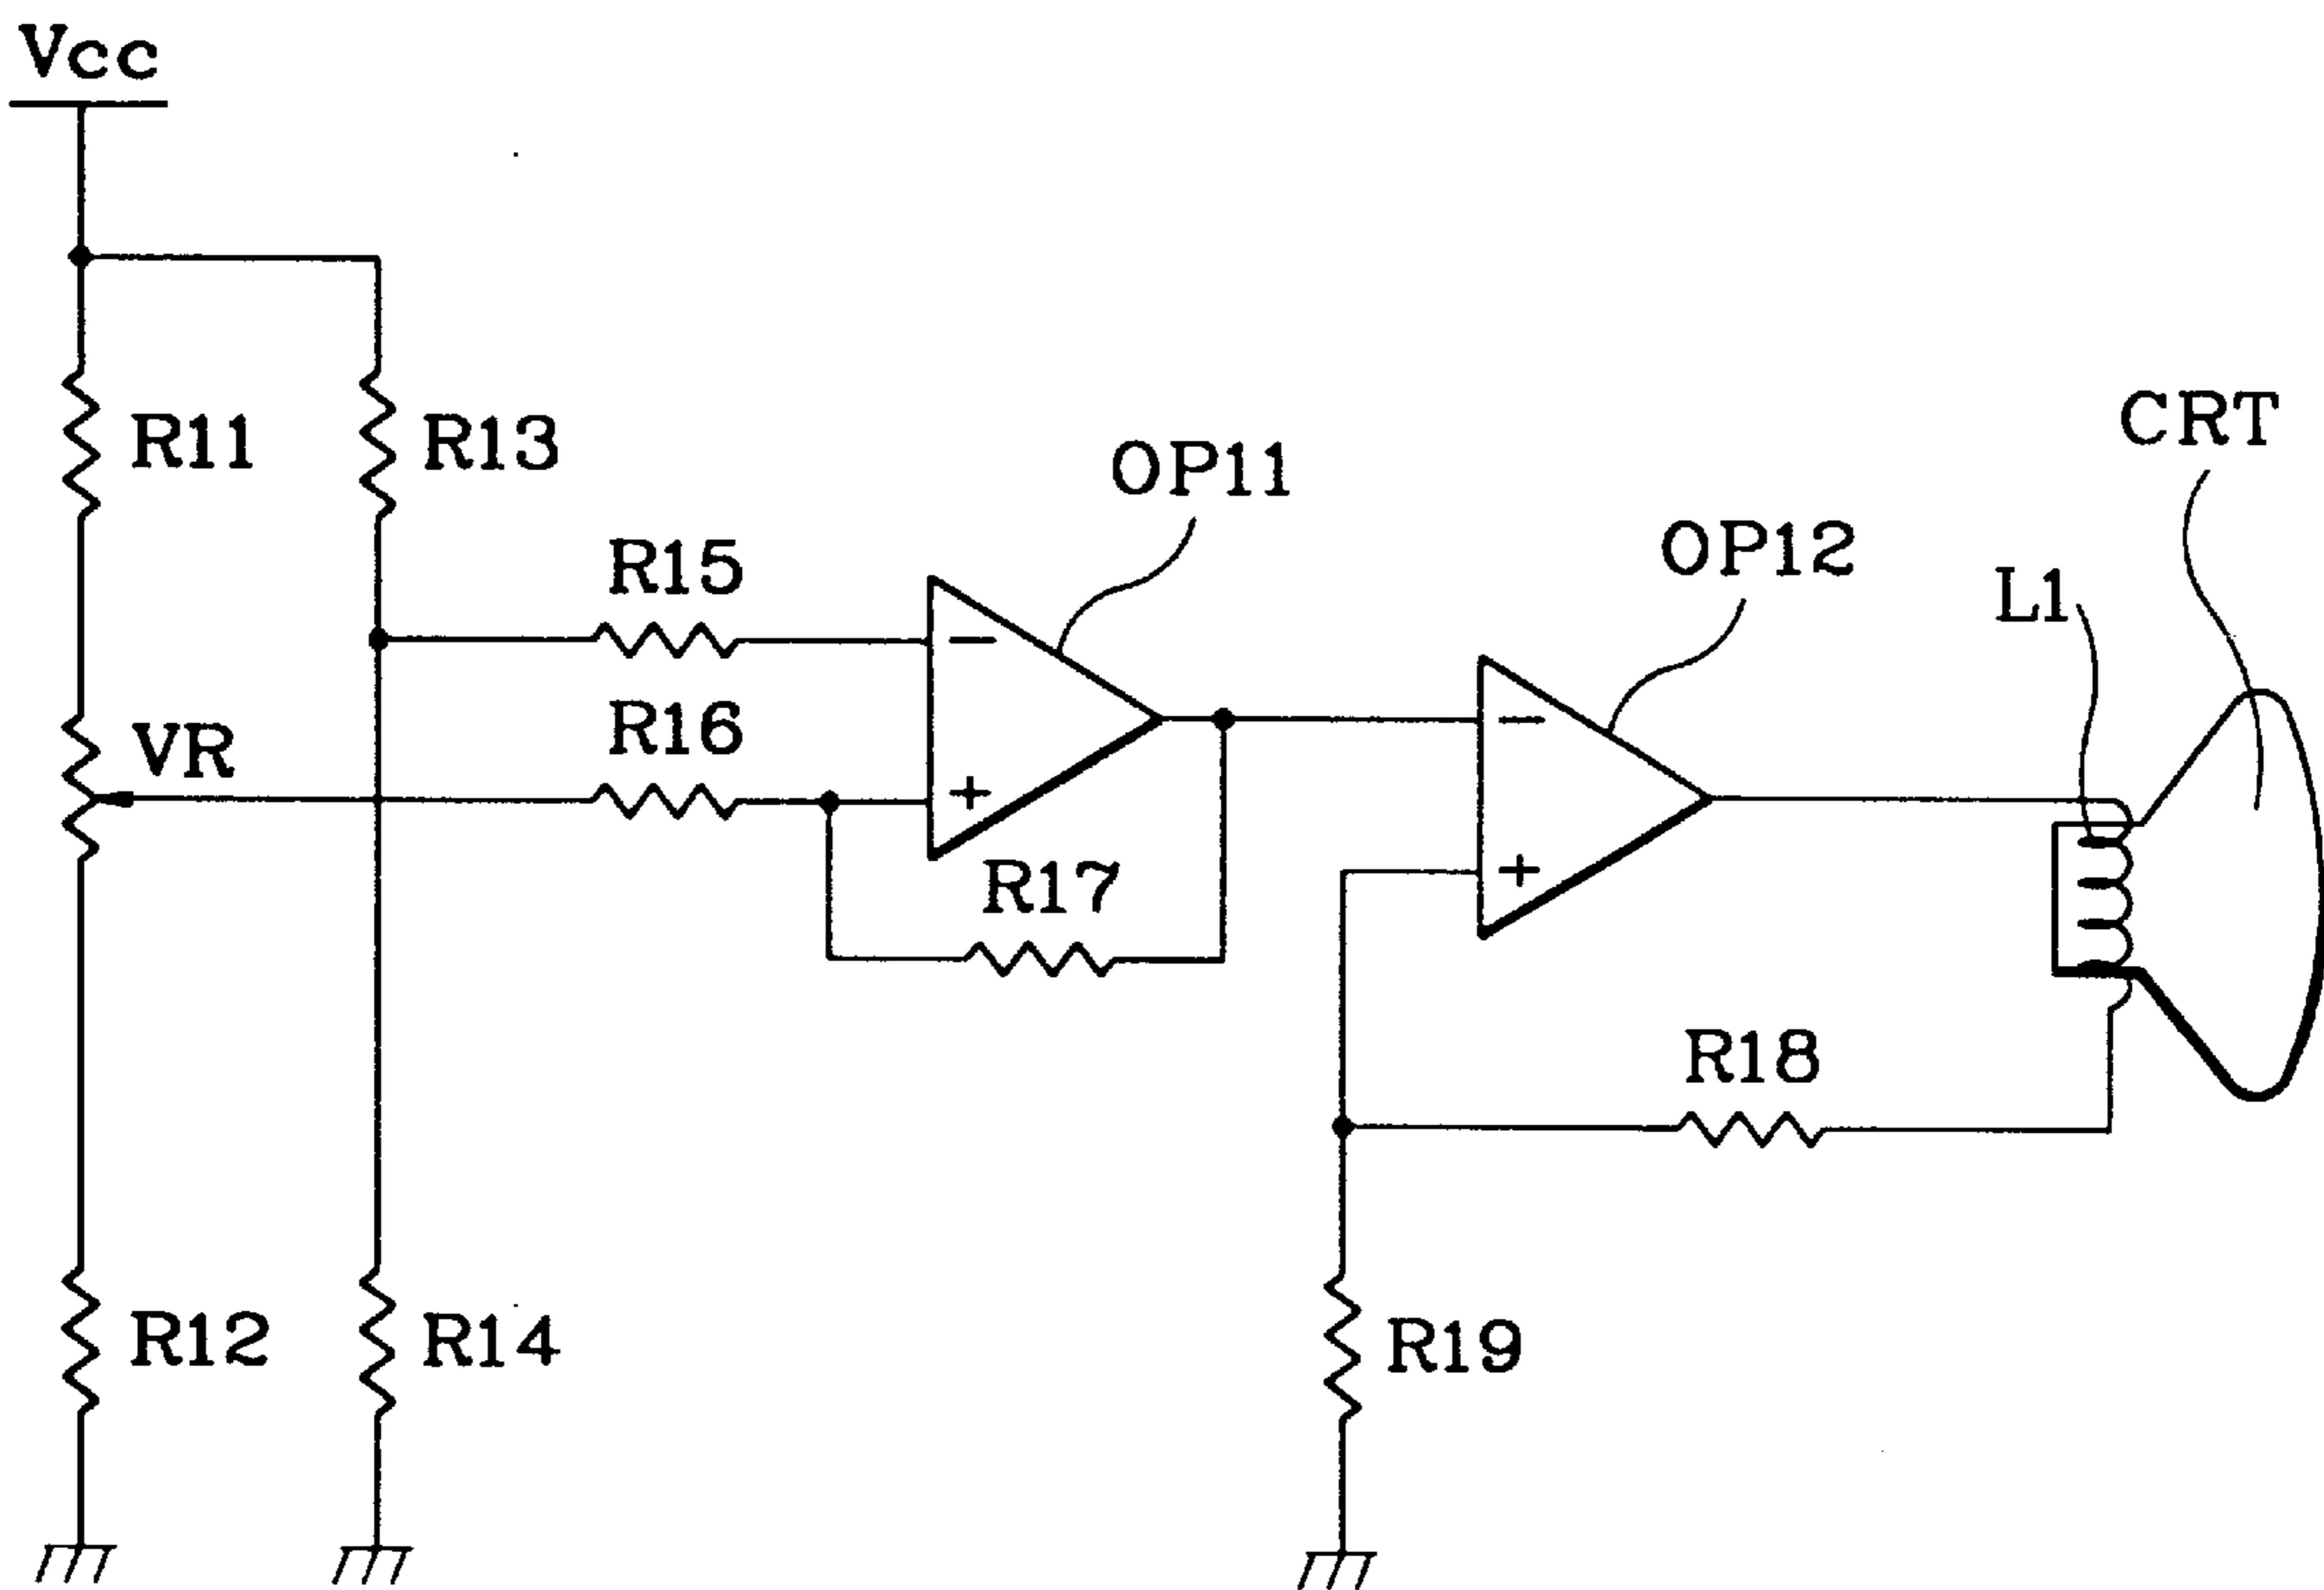 Vcc
R11
R13
OP11
CRT
R15
OP12
L1
R16
VR
−
+
−
+
R17
R18
R12
R14
R19